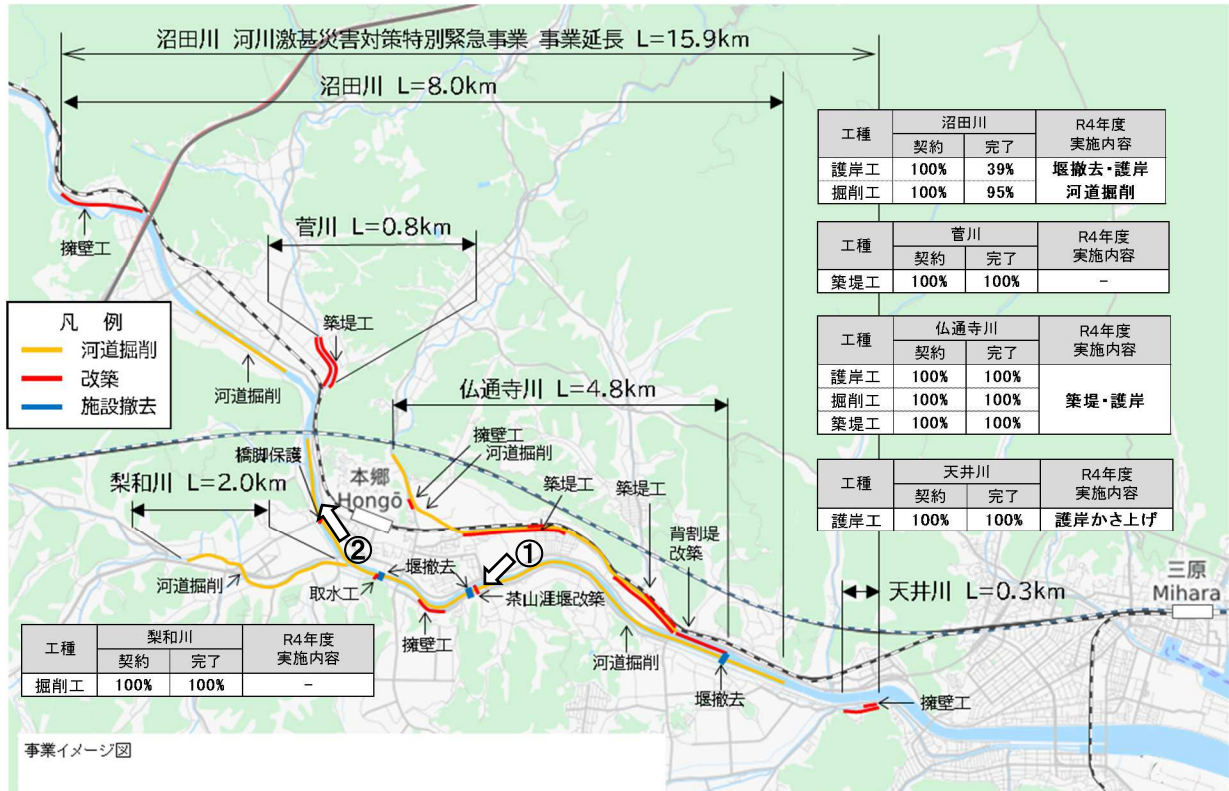 沼田川 河川激甚災害対策特別緊急事業 事業延長 L=15.9km
沼田川 L=8.0km
工種 沼田川 R4年度実施内容
契約 完了
護岸工 100% 39% 堰撤去・護岸
掘削工 100% 95% 河道掘削
擁壁工
菅川 L=0.8km
工種 菅川 R4年度実施内容
契約 完了
築堤工 100% 100% －
凡 例
河道掘削
改築
施設撤去
築堤工
河道掘削
工種 仏通寺川 R4年度実施内容
契約 完了
護岸工 100% 100%
掘削工 100% 100% 築堤・護岸
築堤工 100% 100%
仏通寺川 L=4.8km
擁壁工
河道掘削
橋脚保護
本郷
Hongō
梨和川 L=2.0km
築堤工
築堤工
背割堤
改築
工種 天井川 R4年度実施内容
契約 完了
護岸工 100% 100% 護岸かさ上げ
②
①
河道掘削
取水工
堰撤去
茶山涯堰改築
擁壁工
河道掘削
堰撤去
天井川 L=0.3km
三原
Mihara
擁壁工
工種 梨和川 R4年度実施内容
契約 完了
掘削工 100% 100% －
事業イメージ図